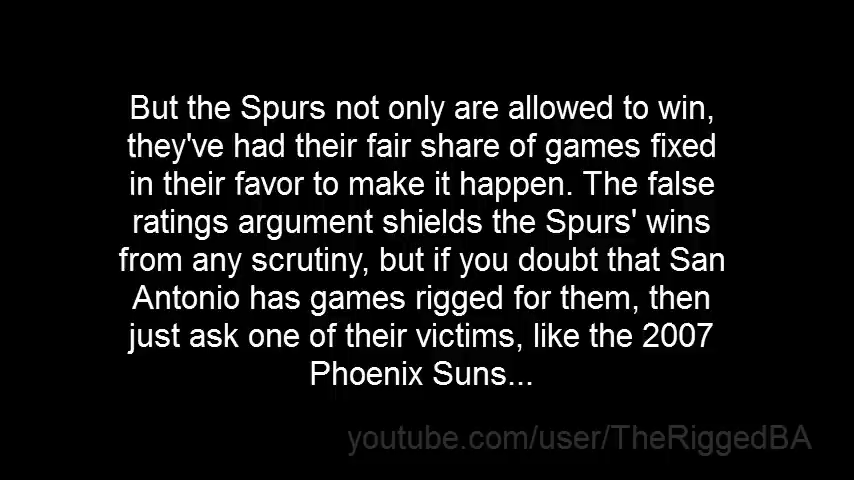 But the Spurs not only are allowed to win,
they've had their fair share of games fixed
in their favor to make it happen. The false
ratings argument shields the Spurs' wins
from any scrutiny, but if you doubt that San
Antonio has games rigged for them, then
just ask one of their victims, like the 2007
Phoenix Suns...
youtube.com/user/TheRiggedBA